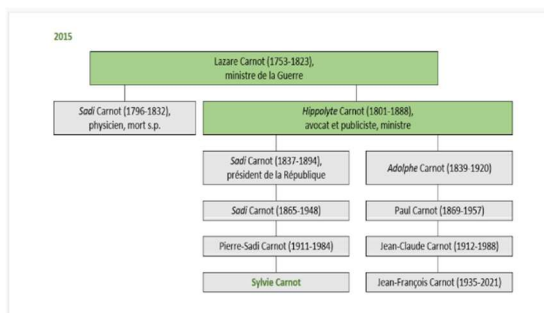 2015
Lazare Carnot (1753-1823),
ministre de la Guerre
Sadi Carnot (1796-1832),
physicien, mort s.p.
Hippolyte Carnot (1801-1888),
avocat et publiciste, ministre
Sadi Carnot (1837-1894),
président de la République
Adolphe Carnot (1839-1920)
Sadi Carnot (1865-1948)
Paul Carnot (1869-1957)
Pierre-Sadi Carnot (1911-1984)
Jean-Claude Carnot (1912-1988)
Sylvie Carnot
Jean-François Carnot (1935-2021)